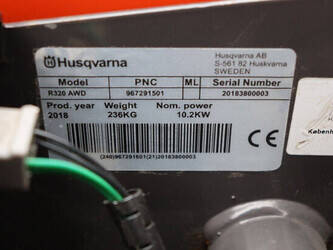 Husqvarna
Husqvarna AB
S-561 82 Huskvarna
SWEDEN
Model PNC ML Serial Number
R320 AWD 967291501 20183800003
Prod. year Weight Nom. power
2018 236KG 10.2KW
CE
(240)967291501(21)20183800003
Københ